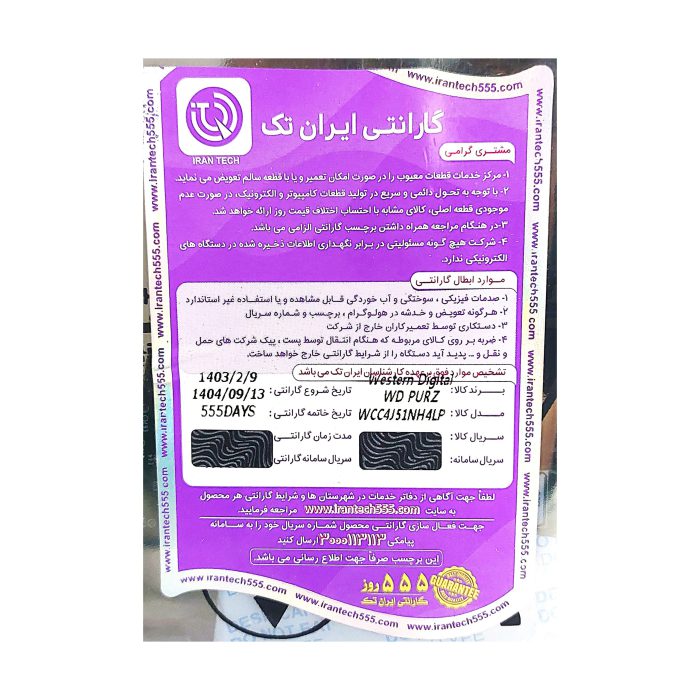 www.irantech555.com
IRAN TECH
گارانتی ایران تک
مشتری گرامی
۱- مرکز خدمات قطعات معیوب را در صورت امکان تعمیر و یا با قطعه سالم تعویض می نماید.
۲- با توجه به تحول دائمی و سریع در تولید قطعات کامپیوتر و الکترونیک، در صورت عدم
موجودی قطعه اصلی، کالای مشابه با احتساب اختلاف قیمت روز ارائه خواهد شد.
۳-در هنگام مراجعه همراه داشتن برچسب گارانتی الزامی می باشد.
۴- شرکت هیچ گونه مسئولیتی در برابر نگهداری اطلاعات ذخیره شده در دستگاه های
الکترونیکی ندارد.
موارد ابطال گارانتی
۱- صدمات فیزیکی ، سوختگی و آب خوردگی قابل مشاهده و یا استفاده غیر استاندارد
۲- هرگونه تعویض و خدشه در هولوگرام ، برچسب و شماره سریال
۳- دستکاری توسط تعمیرکاران خارج از شرکت
۴- ضربه بر روی کالای مربوطه که هنگام انتقال توسط پست ، پیک شرکت های حمل
و نقل و ... پدید آید دستگاه را از شرایط گارانتی خارج خواهد ساخت.
تشخیص موارد فوق بر عهده کارشناسان ایران تک می باشد
برند کالا: Western Digital
WD PURZ
تاریخ شروع گارانتی: 1403/2/9
1404/09/13
مدل کالا: WCC4J51NH4LP
تاریخ خاتمه گارانتی: 555DAYS
سریال کالا:
مدت زمان گارانتی
سریال سامانه:
سریال سامانه گارانتی
لطفاً جهت آگاهی از دفاتر خدمات در شهرستان ها و شرایط گارانتی هر محصول
به سایت www.Irantech555.com مراجعه فرمایید.
جهت فعال سازی گارانتی محصول شماره سریال خود را به سامانه
پیامکی ۳۰۰۰۱۱۳۱۱۳ ارسال کنید
این برچسب صرفاً جهت اطلاع رسانی می باشد.
۵۵۵ روز
گارانتی ایران تک
GUARANTEE
www.irantech555.com
www.irantech555.com
www.irantech555.com